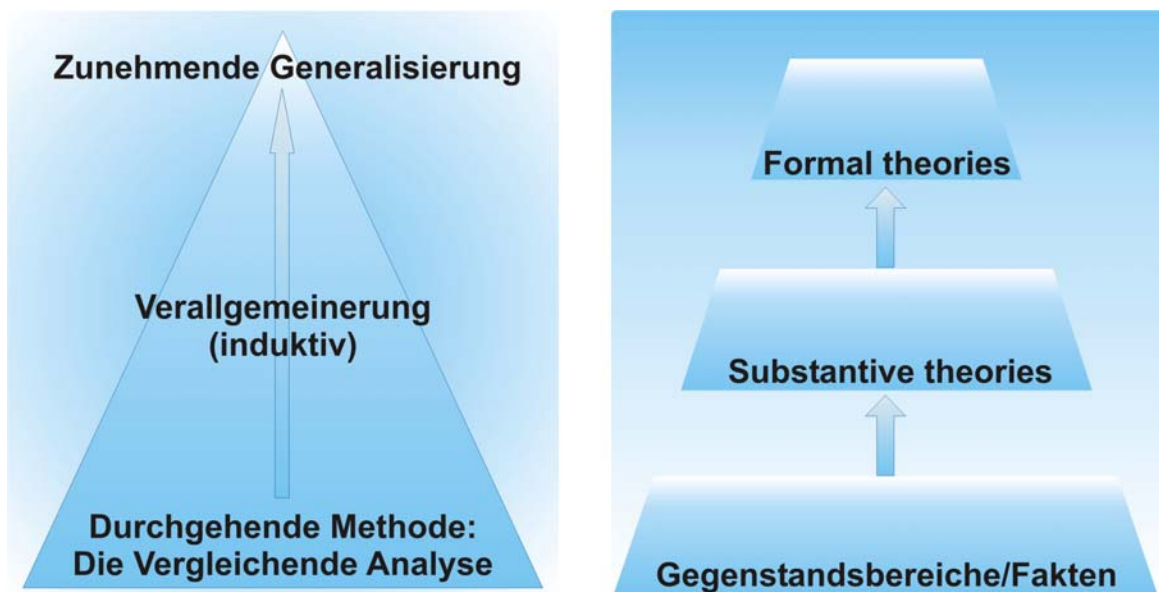 Zunehmende Generalisierung
Verallgemeinerung
(induktiv)
Durchgehende Methode:
Die Vergleichende Analyse
Formal theories
Substantive theories
Gegenstandsbereiche/Fakten